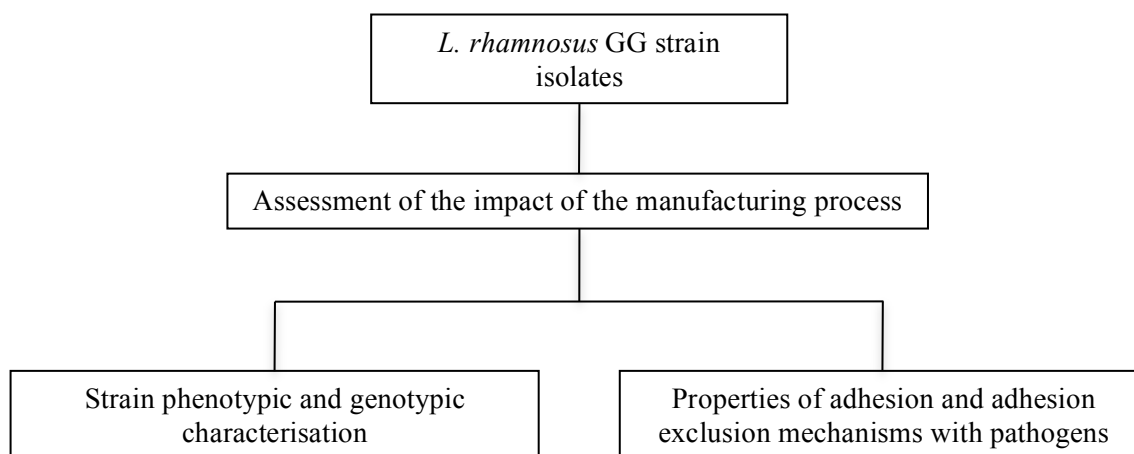 L. rhamnosus GG strain
isolates
Assessment of the impact of the manufacturing process
Strain phenotypic and genotypic
characterisation
Properties of adhesion and adhesion
exclusion mechanisms with pathogens